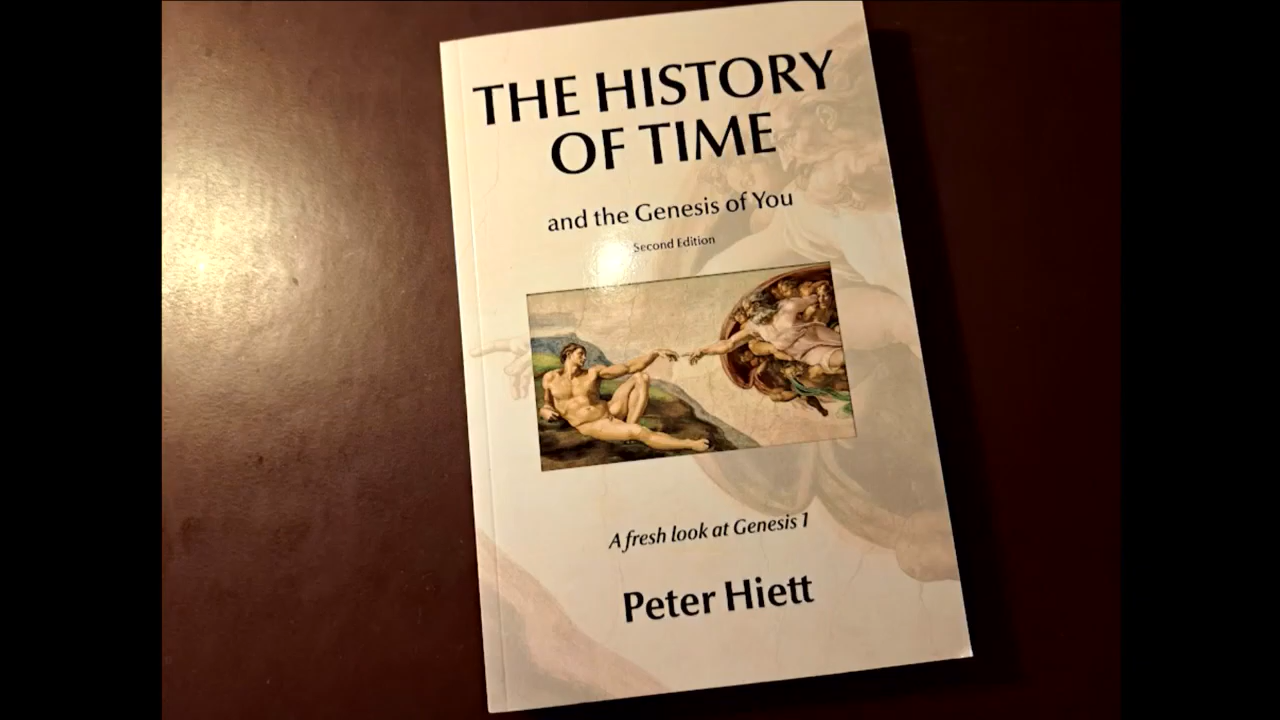 THE HISTORY
OF TIME
and the Genesis of You
Second Edition
A fresh look at Genesis 1
Peter Hiett